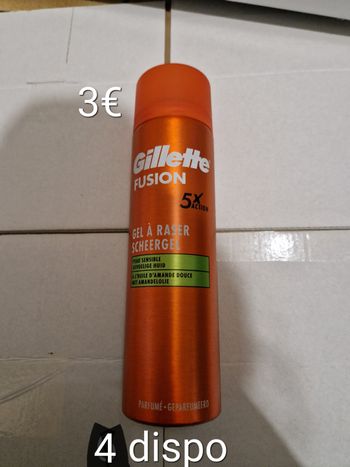 3€
Gillette
FUSION
5X
ACTION
GEL À RASER
SCHEERGEL
PEAU SENSIBLE
GEVOELIGE HUID
À L'HUILE D'AMANDE DOUCE
MET AMANDELOLIE
PARFUMÉ • GEPARFUMEERD
4 dispo